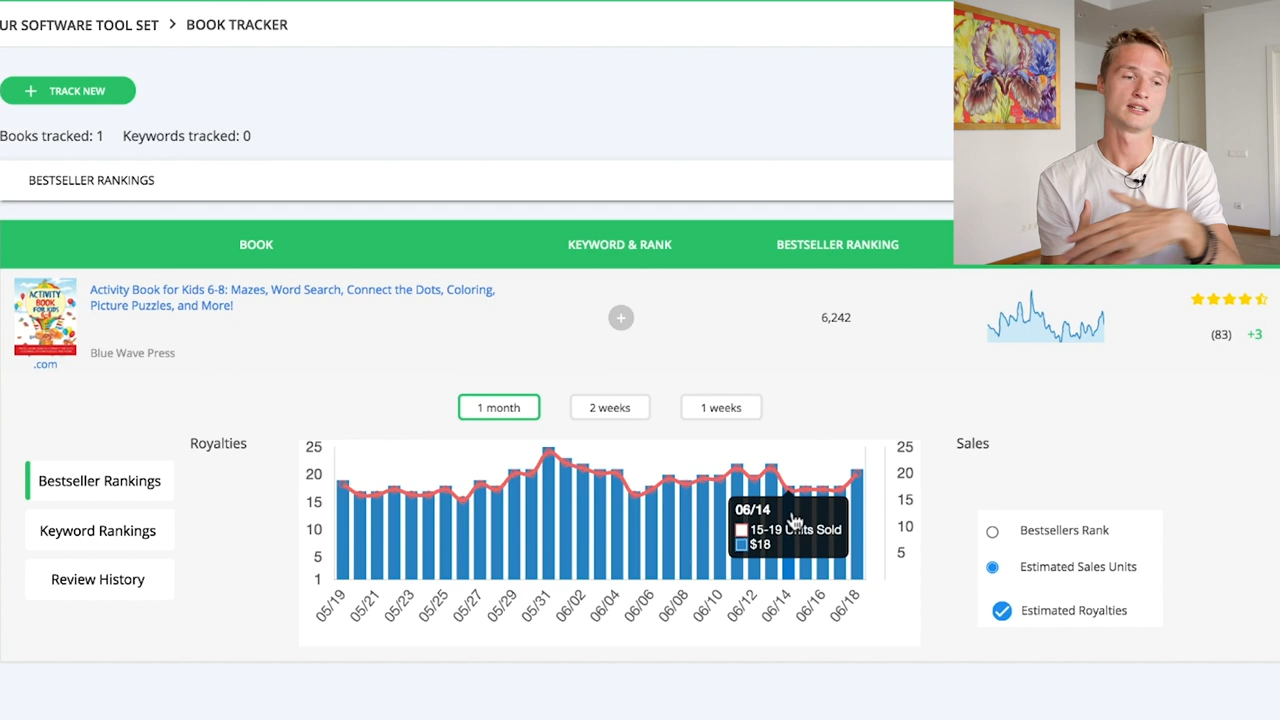 UR SOFTWARE TOOL SET > BOOK TRACKER
+ TRACK NEW
Books tracked: 1 Keywords tracked: 0
BESTSELLER RANKINGS
BOOK KEYWORD & RANK BESTSELLER RANKING
ACTIVITY
BOOK
FOR KIDS
6-8
Activity Book for Kids 6-8: Mazes, Word Search, Connect the Dots, Coloring,
Picture Puzzles, and More!
+
6,242
(83) +3
Blue Wave Press
.com
1 month 2 weeks 1 weeks
Royalties
Sales
Bestseller Rankings
Keyword Rankings
Review History
25
20
15
10
5
1
25
20
15
10
5
06/14
15-19 Units Sold
$18
05/19 05/21 05/23 05/25 05/27 05/29 05/31 06/02 06/04 06/06 06/08 06/10 06/12 06/14 06/16 06/18
Bestsellers Rank
Estimated Sales Units
Estimated Royalties